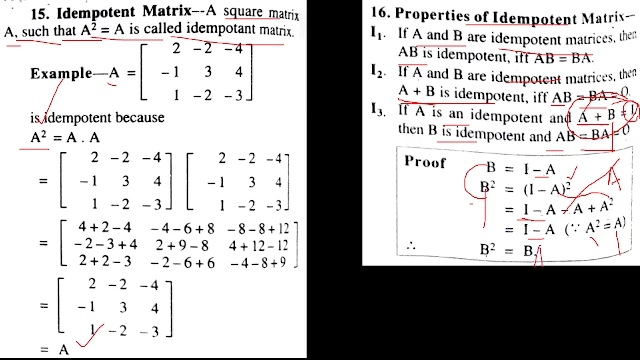 15. Idempotent Matrix---A square matrix
A, such that A² = A is called idempotant matrix.
Example—A = [ 2 −2 −4
−1 3 4
1 −2 −3 ]
is idempotent because
A² = A . A
= [ 2 −2 −4 ] [ 2 −2 −4 ]
[ −1 3 4 ] [ −1 3 4 ]
[ 1 −2 −3 ] [ 1 −2 −3 ]
= [ 4+2−4 −4−6+8 −8−8+12
−2−3+4 2+9−8 4+12−12
2+2−3 −2−6+6 −4−8+9 ]
= [ 2 −2 −4
−1 3 4
1 −2 −3 ]
= A
16. Properties of Idempotent Matrix-
I₁. If A and B are idempotent matrices, then
AB is idempotent, iff AB = BA.
I₂. If A and B are idempotent matrices, then
A + B is idempotent, iff AB = BA = 0.
I₃. If A is an idempotent and A + B = I,
then B is idempotent and AB = BA = 0.
Proof B = I − A
B² = (I − A)²
= I − A − A + A²
= I − A (∵ A² = A)
∴ B² = B.
A